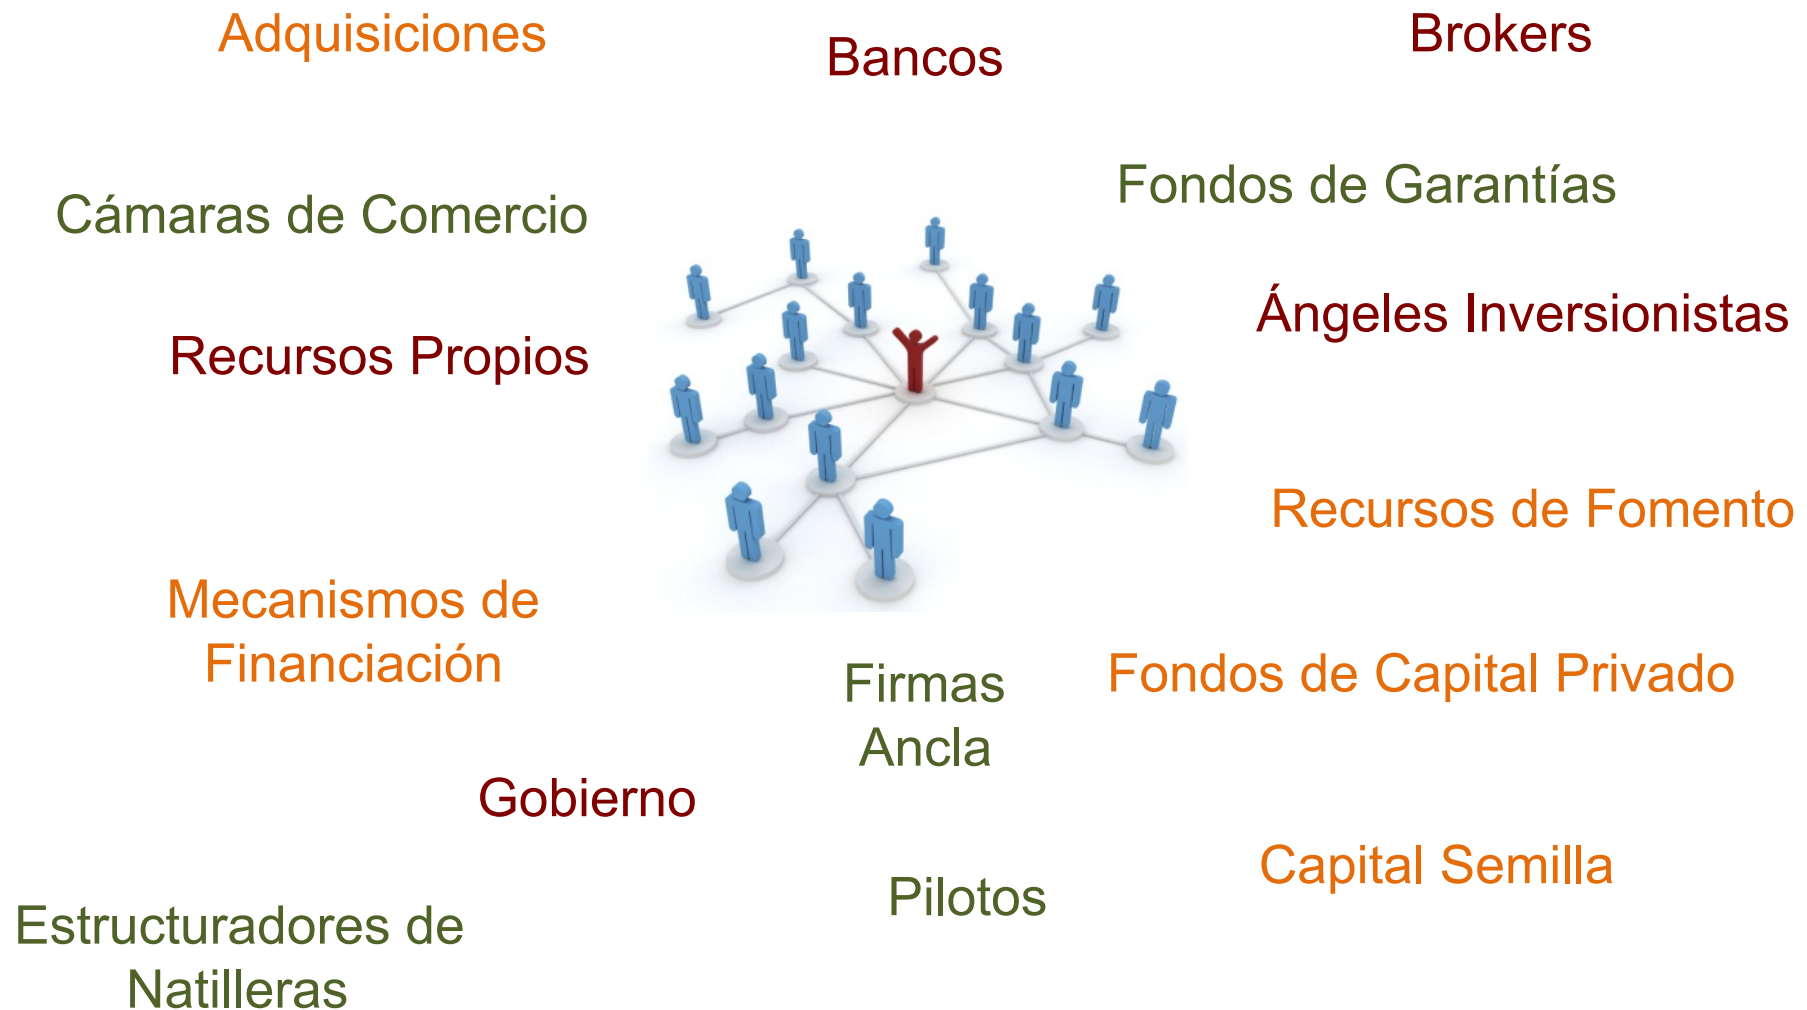 Adquisiciones
Bancos
Brokers
Cámaras de Comercio
Fondos de Garantías
Recursos Propios
Ángeles Inversionistas
Recursos de Fomento
Mecanismos de
Financiación
Firmas
Ancla
Fondos de Capital Privado
Gobierno
Pilotos
Capital Semilla
Estructuradores de
Natilleras